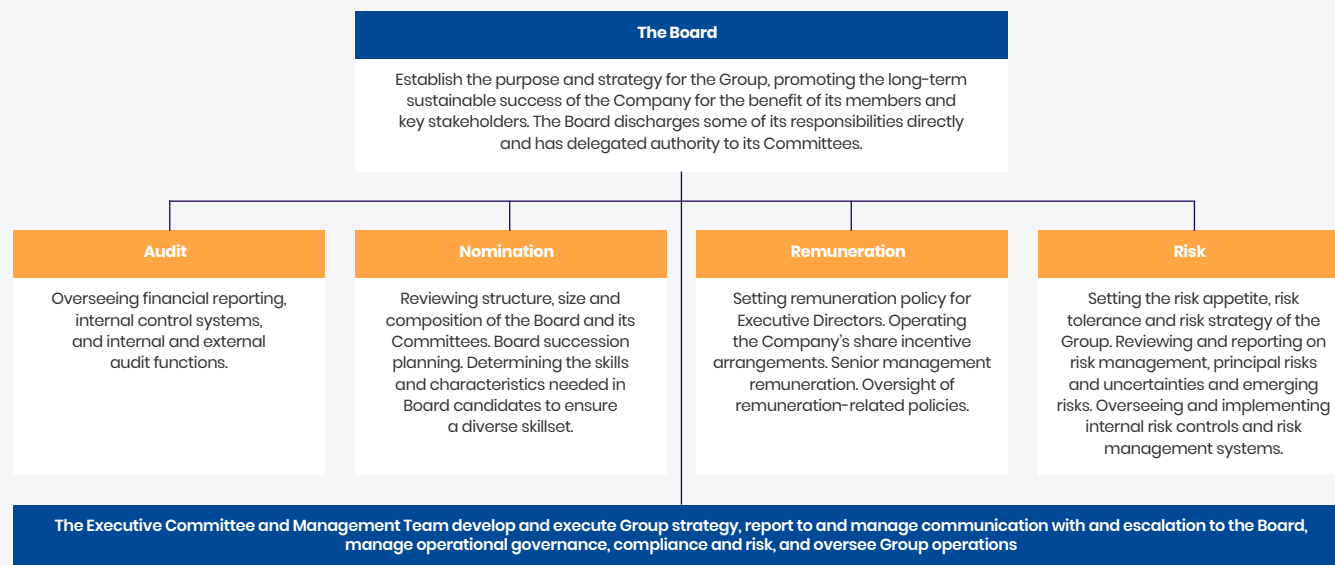 The Board
Establish the purpose and strategy for the Group, promoting the long-term
sustainable success of the Company for the benefit of its members and
key stakeholders. The Board discharges some of its responsibilities directly
and has delegated authority to its Committees.
Audit
Overseeing financial reporting,
internal control systems,
and internal and external
audit functions.
Nomination
Reviewing structure, size and
composition of the Board and its
Committees. Board succession
planning. Determining the skills
and characteristics needed in
Board candidates to ensure
a diverse skillset.
Remuneration
Setting remuneration policy for
Executive Directors. Operating
the Company's share incentive
arrangements. Senior management
remuneration. Oversight of
remuneration-related policies.
Risk
Setting the risk appetite, risk
tolerance and risk strategy of the
Group. Reviewing and reporting on
risk management, principal risks
and uncertainties and emerging
risks. Overseeing and implementing
internal risk controls and risk
management systems.
The Executive Committee and Management Team develop and execute Group strategy, report to and manage communication with and escalation to the Board,
manage operational governance, compliance and risk, and oversee Group operations